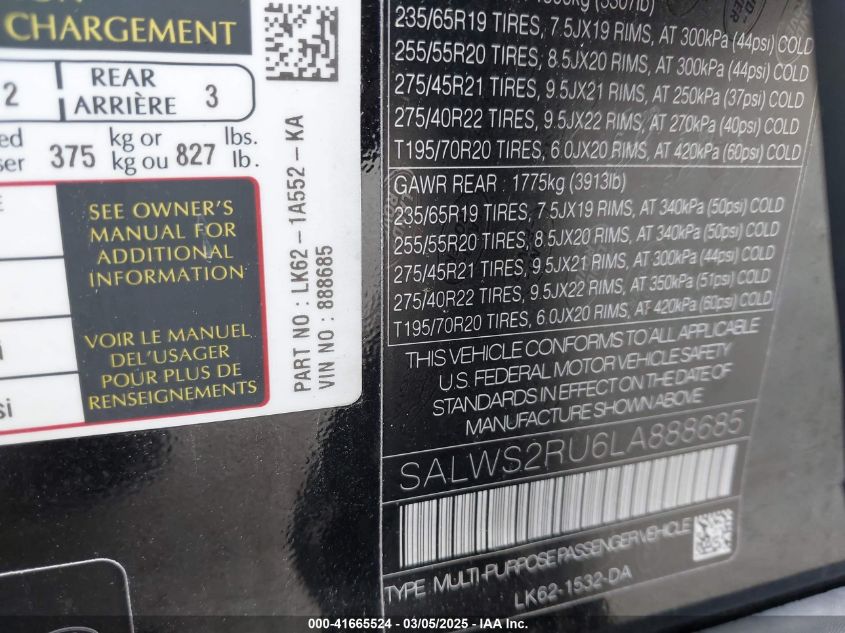 CHARGEMENT
2 REAR
ARRIÈRE 3
375 kg or
kg ou 827 lbs.
lb.
SEE OWNER'S
MANUAL FOR
ADDITIONAL
INFORMATION
VOIR LE MANUEL
DEL'USAGER
POUR PLUS DE
RENSEIGNEMENTS
PART NO : LK62 - 1A552 - KA
VIN NO : 888685
235/65R19 TIRES, 7.5JX19 RIMS, AT 300kPa (44psi) COLD
255/55R20 TIRES, 8.5JX20 RIMS, AT 300kPa (44psi) COLD
275/45R21 TIRES, 9.5JX21 RIMS, AT 250kPa (37psi) COLD
275/40R22 TIRES, 9.5JX22 RIMS, AT 270kPa (40psi) COLD
T195/70R20 TIRES, 6.0JX20 RIMS, AT 420kPa (60psi) COLD
GAWR REAR : 1775kg (3913lb)
235/65R19 TIRES, 7.5JX19 RIMS, AT 340kPa (50psi) COLD
255/55R20 TIRES, 8.5JX20 RIMS, AT 340kPa (50psi) COLD
275/45R21 TIRES, 9.5JX21 RIMS, AT 300kPa (44psi) COLD
275/40R22 TIRES, 9.5JX22 RIMS, AT 350kPa (51psi) COLD
T195/70R20 TIRES, 6.0JX20 RIMS, AT 420kPa (60psi) COLD
THIS VEHICLE CONFORMS TO ALL APPLICABLE
U.S. FEDERAL MOTOR VEHICLE SAFETY
STANDARDS IN EFFECT ON THE DATE OF
MANUFACTURE SHOWN ABOVE
SALWS2RU6LA888685
TYPE MULTI-PURPOSE PASSENGER VEHICLE
LK62-1532-DA
000-41665524 - 03/05/2025 - IAA US, LLC.